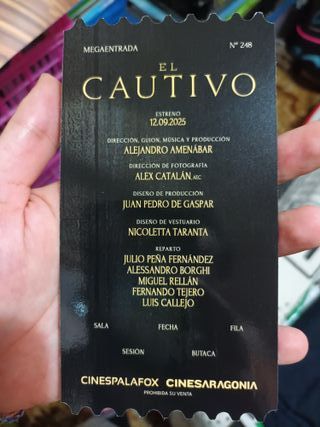 MEGAENTRADA Nº 248
EL
CAUTIVO
ESTRENO
12.09.2025
DIRECCIÓN, GUION, MÚSICA Y PRODUCCIÓN
ALEJANDRO AMENÁBAR
DIRECCIÓN DE FOTOGRAFÍA
ALEX CATALÁN, AEC
DISEÑO DE PRODUCCIÓN
JUAN PEDRO DE GASPAR
DISEÑO DE VESTUARIO
NICOLETTA TARANTA
REPARTO
JULIO PEÑA FERNÁNDEZ
ALESSANDRO BORGHI
MIGUEL RELLÁN
FERNANDO TEJERO
LUIS CALLEJO
SALA FECHA FILA
SESIÓN BUTACA
CINESPALAFOX CINESARAGONIA
PROHIBIDA SU VENTA